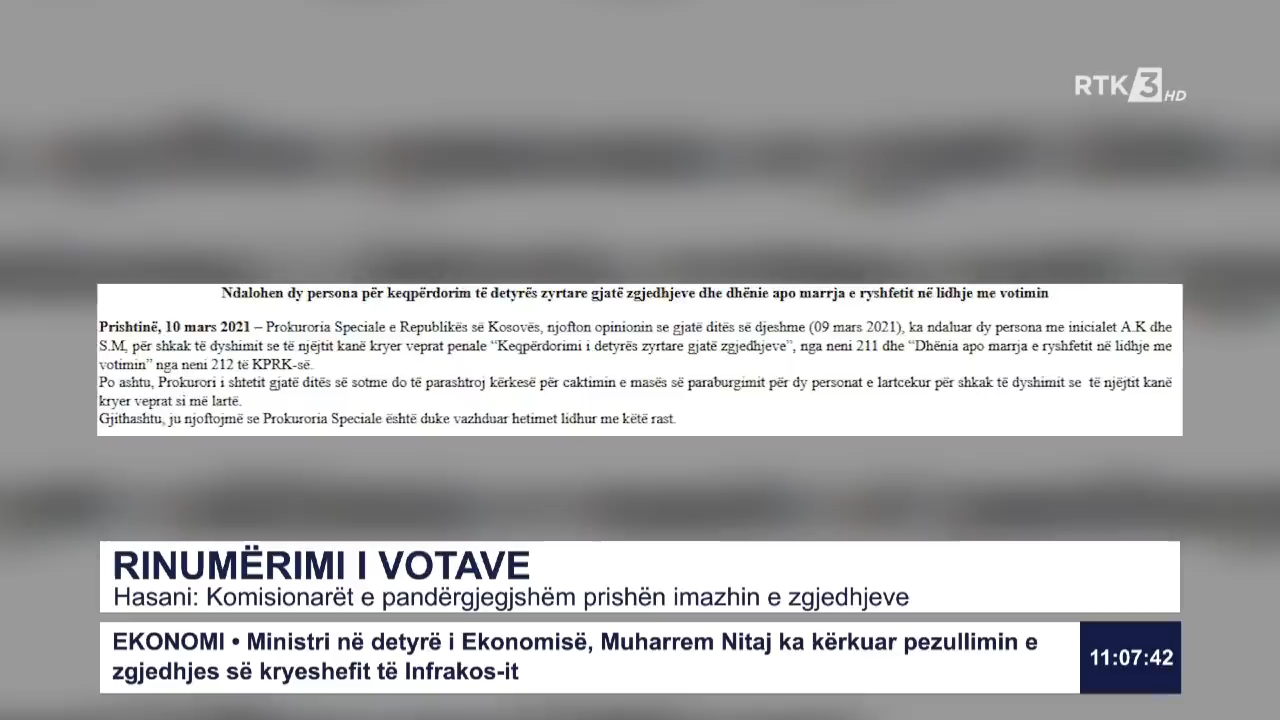 RTK 3 HD
Ndalohen dy persona për keqpërdorim të detyrës zyrtare gjatë zgjedhjeve dhe dhënie apo marrja e ryshfetit në lidhje me votimin
Prishtinë, 10 mars 2021 – Prokuroria Speciale e Republikës së Kosovës, njofton opinionin se gjatë ditës së djeshme (09 mars 2021), ka ndaluar dy persona me inicialet A.K dhe
S.M, për shkak të dyshimit se të njëjtit kanë kryer veprat penale “Keqpërdorimi i detyrës zyrtare gjatë zgjedhjeve”, nga neni 211 dhe “Dhënia apo marrja e ryshfetit në lidhje me
votimin” nga neni 212 të KPRK-së.
Po ashtu, Prokurori i shtetit gjatë ditës së sotme do të parashtroj kërkesë për caktimin e masës së paraburgimit për dy personat e lartcekur për shkak të dyshimit se të njëjtit kanë
kryer veprat si më lartë.
Gjithashtu, ju njoftojmë se Prokuroria Speciale është duke vazhduar hetimet lidhur me këtë rast.
RINUMËRIMI I VOTAVE
Hasani: Komisionarët e pandërgjegjshëm prishën imazhin e zgjedhjeve
EKONOMI • Ministri në detyrë i Ekonomisë, Muharrem Nitaj ka kërkuar pezullimin e
zgjedhjes së kryeshefit të Infrakos-it
11:07:42